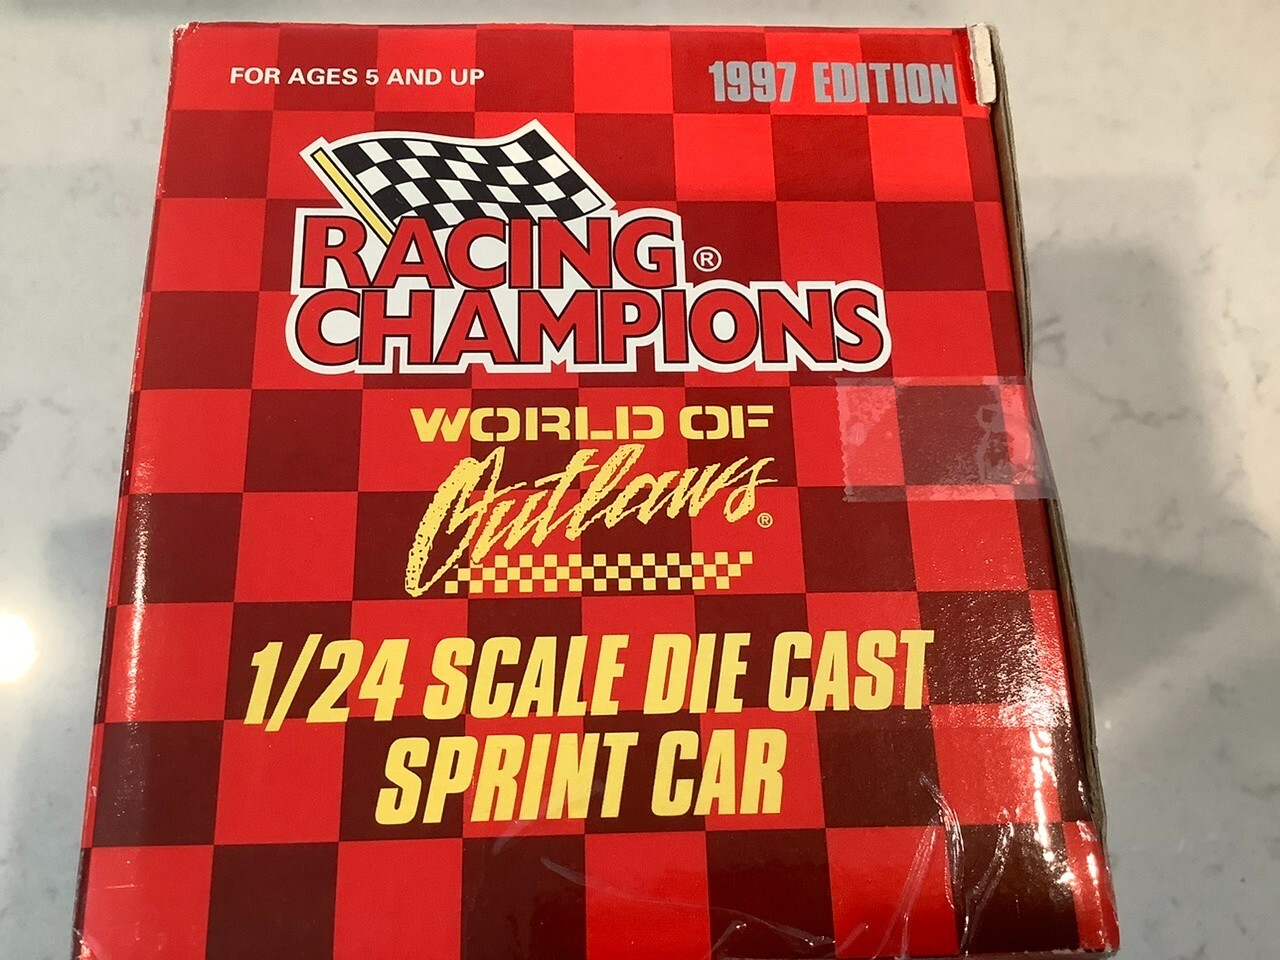 FOR AGES 5 AND UP
1997 EDITION
RACING ®
CHAMPIONS
WORLD OF
Outlaws ®
1/24 SCALE DIE CAST
SPRINT CAR